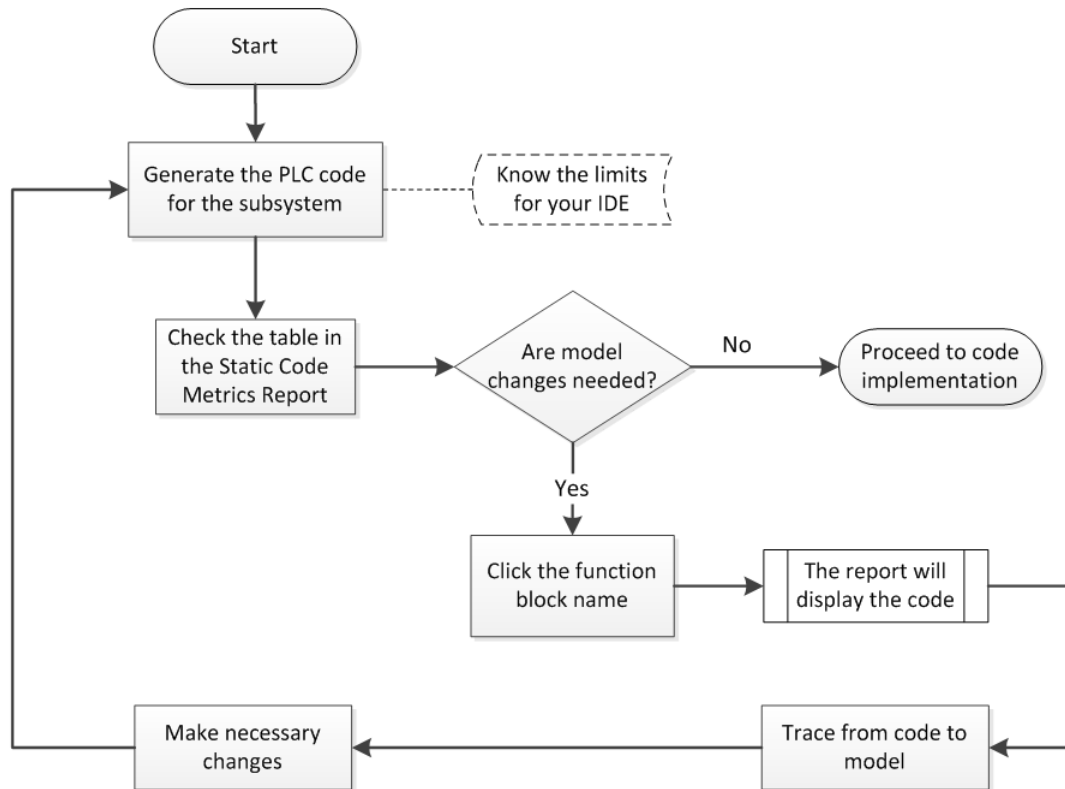 Start
Generate the PLC code
for the subsystem
Know the limits
for your IDE
Check the table in
the Static Code
Metrics Report
Are model
changes needed?
No
Proceed to code
implementation
Yes
Click the function
block name
The report will
display the code
Make necessary
changes
Trace from code to
model